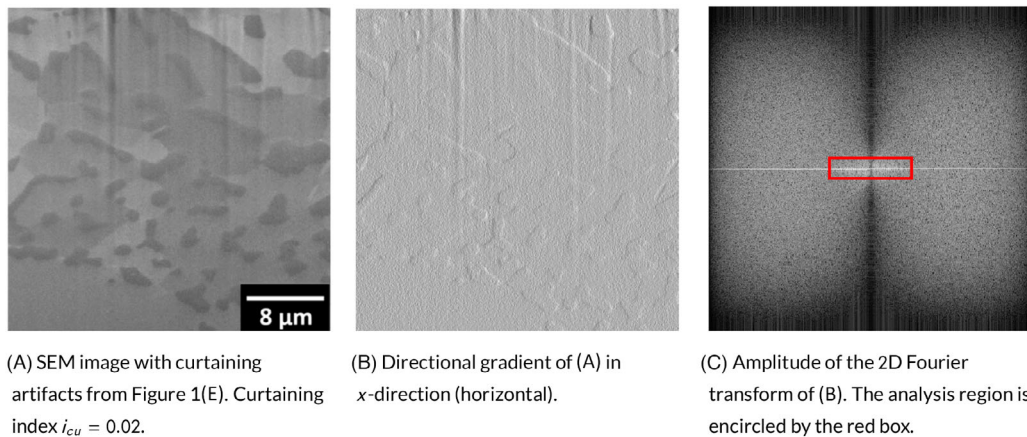 8 μm
(A) SEM image with curtaining
artifacts from Figure 1(E). Curtaining
index i_cu = 0.02.
(B) Directional gradient of (A) in
x-direction (horizontal).
(C) Amplitude of the 2D Fourier
transform of (B). The analysis region is
encircled by the red box.